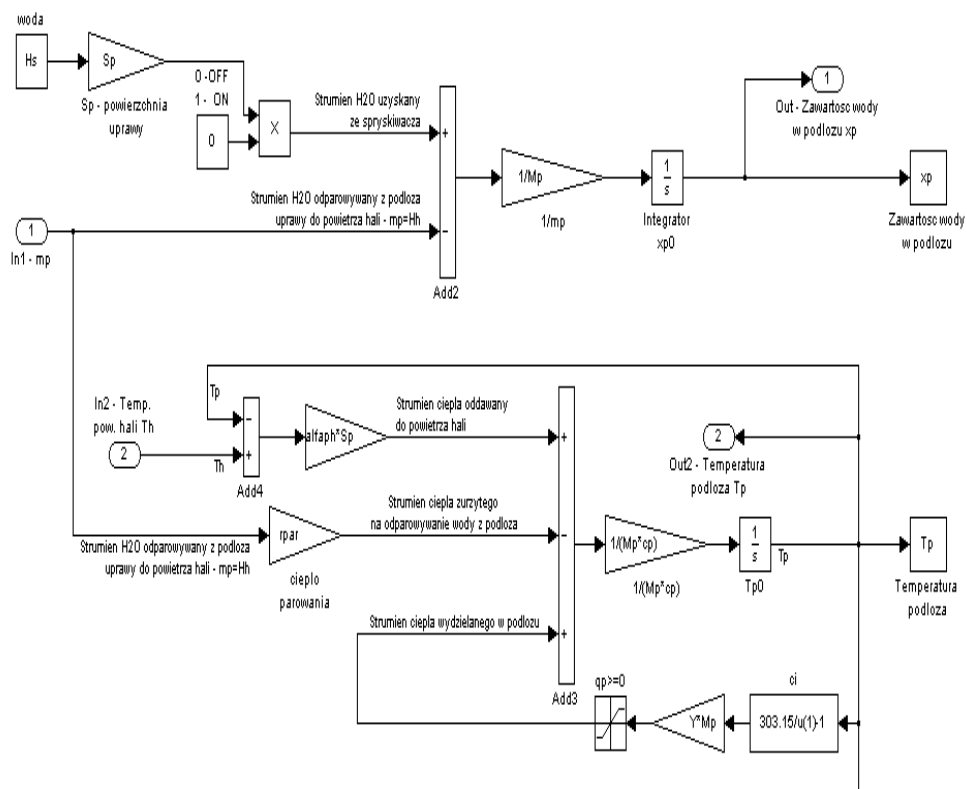 woda
Hs
Sp
Sp - powierzchnia
uprawy
0 -OFF
1 - ON
0
X
Strumien H2O uzyskany
ze spryskiwacza
+
Strumien H2O odparowywany z podloza
uprawy do powietrza hali - mp=Hh
-
1
In1 - mp
Add2
1/Mp
1/mp
1
s
Integrator
xp0
1
Out - Zawartosc wody
w podlozu xp
xp
Zawartosc wody
w podlozu
Tp
In2 - Temp.
pow. hali Th
2
Th
-
+
Add4
alfaph*Sp
Strumien ciepla oddawany
do powietrza hali
+
Strumien H2O odparowywany z podloza
uprawy do powietrza hali - mp=Hh
rpar
cieplo
parowania
Strumien ciepla zurzytego
na odparowywanie wody z podloza
-
Strumien ciepla wydzielanego w podlozu
+
Add3
1/(Mp*cp)
1/(Mp*cp)
1
s
Tp0
Tp
2
Out2 - Temperatura
podloza Tp
Tp
Temperatura
podloza
qp>=0
Y*Mp
ci
303.15/u(1)-1